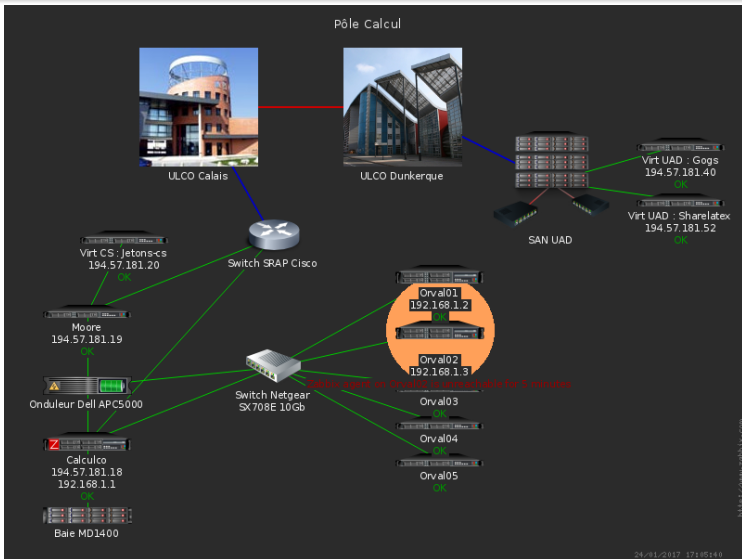 Pôle Calcul
ULCO Calais
ULCO Dunkerque
Virt UAD : Gogs
194.57.181.40
OK
Virt UAD : Sharelatex
194.57.181.52
OK
SAN UAD
Virt CS : Jetons-cs
194.57.181.20
OK
Switch SRAP Cisco
Orval01
192.168.1.2
OK
Moore
194.57.181.19
OK
Orval02
192.168.1.3
Switch Netgear
SX708E 10Gb
Onduleur Dell APC5000
Orval03
Orval04
OK
Z
Calculco
194.57.181.18
192.168.1.1
OK
Orval05
OK
Baie MD1400
24/01/2017 17:05:40